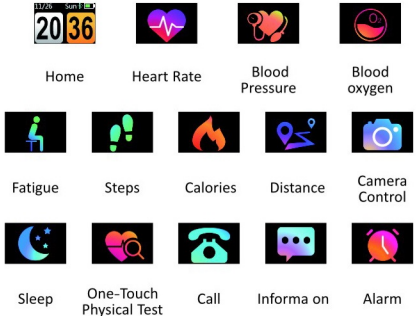 11/26 Sun
20 36
Home
Heart Rate
Blood
Pressure
Blood
oxygen
O₂
Fatigue
Steps
Calories
Distance
Camera
Control
Sleep
One-Touch
Physical Test
Call
Informa on
Alarm